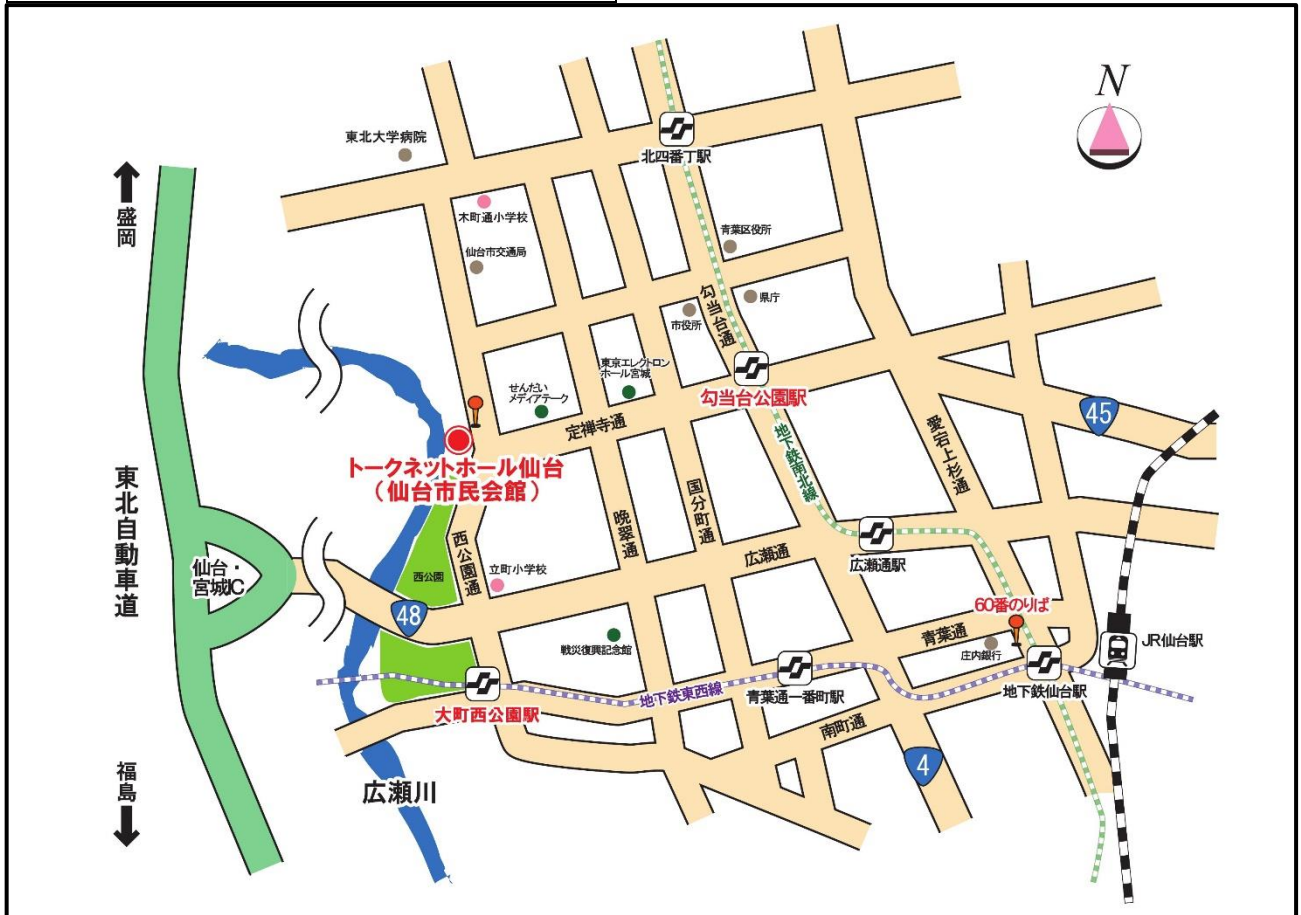 N
東北大学病院
北四番丁駅
盛岡
木町通小学校
仙台市交通局
青葉区役所
県庁
市役所
勾当台通
東京エレクトロン
ホール宮城
せんだい
メディアテーク
勾当台公園駅
定禅寺通
45
愛宕上杉通
地下鉄南北線
トークネットホール仙台
(仙台市民会館)
東北自動車道
国分町通
晩翠通
西公園通
広瀬通
広瀬通駅
仙台・
宮城IC
西公園
立町小学校
48
60番のりば
青葉通
庄内銀行
JR仙台駅
戦災復興記念館
地下鉄仙台駅
地下鉄東西線
青葉通一番町駅
大町西公園駅
南町通
4
福島
広瀬川